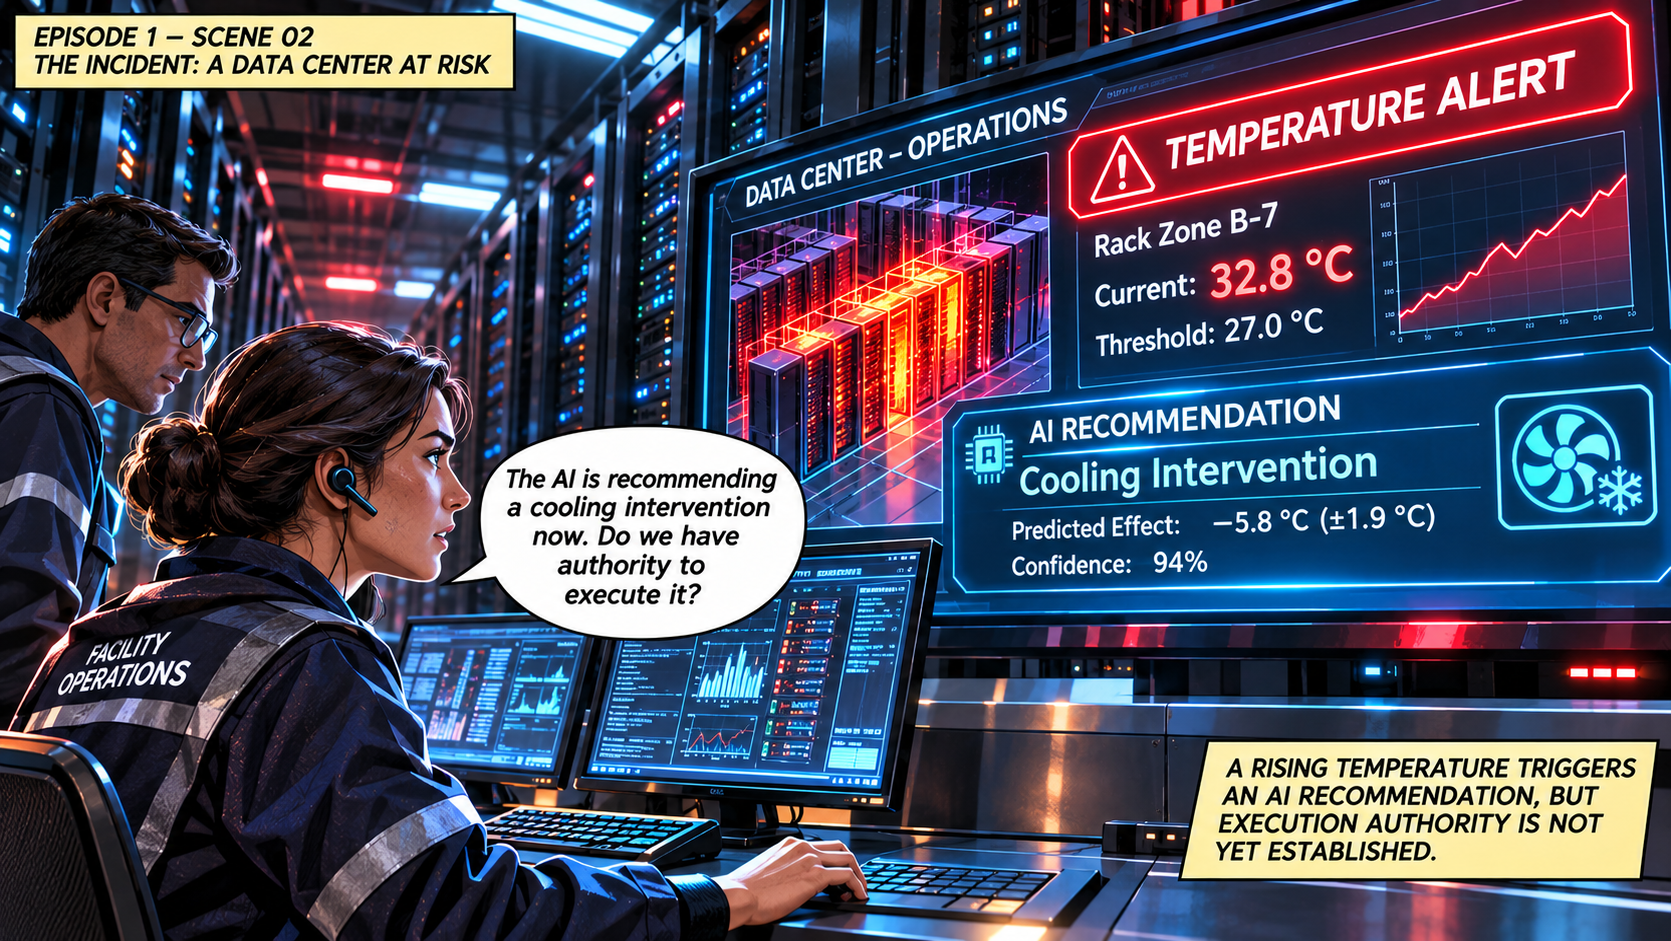 EPISODE 1 – SCENE 02
THE INCIDENT: A DATA CENTER AT RISK
DATA CENTER – OPERATIONS
TEMPERATURE ALERT
Rack Zone B-7
Current: 32.8 °C
Threshold: 27.0 °C
AI RECOMMENDATION
Cooling Intervention
Predicted Effect: −5.8 °C (±1.9 °C)
Confidence: 94%
The AI is recommending
a cooling intervention
now. Do we have
authority to
execute it?
FACILITY
OPERATIONS
A RISING TEMPERATURE TRIGGERS
AN AI RECOMMENDATION, BUT
EXECUTION AUTHORITY IS NOT
YET ESTABLISHED.